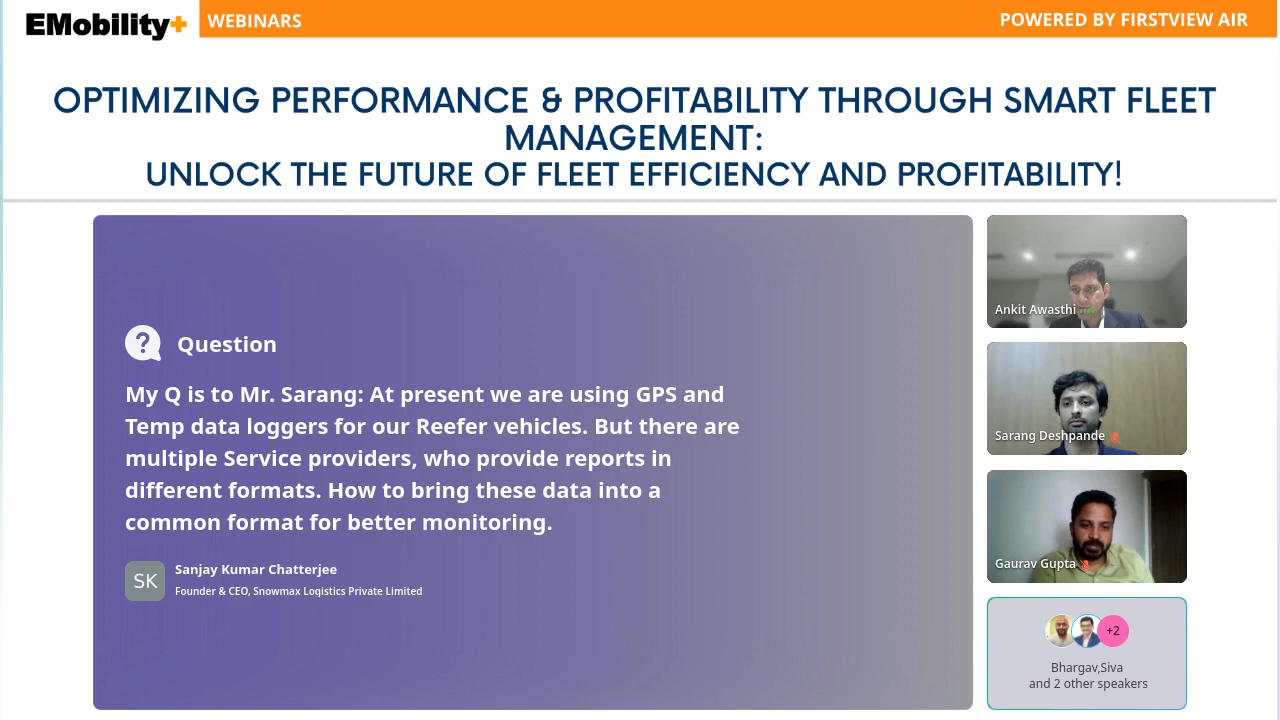 EMobility+ WEBINARS
POWERED BY FIRSTVIEW AIR
OPTIMIZING PERFORMANCE & PROFITABILITY THROUGH SMART FLEET
MANAGEMENT:
UNLOCK THE FUTURE OF FLEET EFFICIENCY AND PROFITABILITY!
? Question
My Q is to Mr. Sarang: At present we are using GPS and
Temp data loggers for our Reefer vehicles. But there are
multiple Service providers, who provide reports in
different formats. How to bring these data into a
common format for better monitoring.
SK
Sanjay Kumar Chatterjee
Founder & CEO, Snowmax Logistics Private Limited
Ankit Awasthi
Sarang Deshpande
Gaurav Gupta
+2
Bhargav,Siva
and 2 other speakers